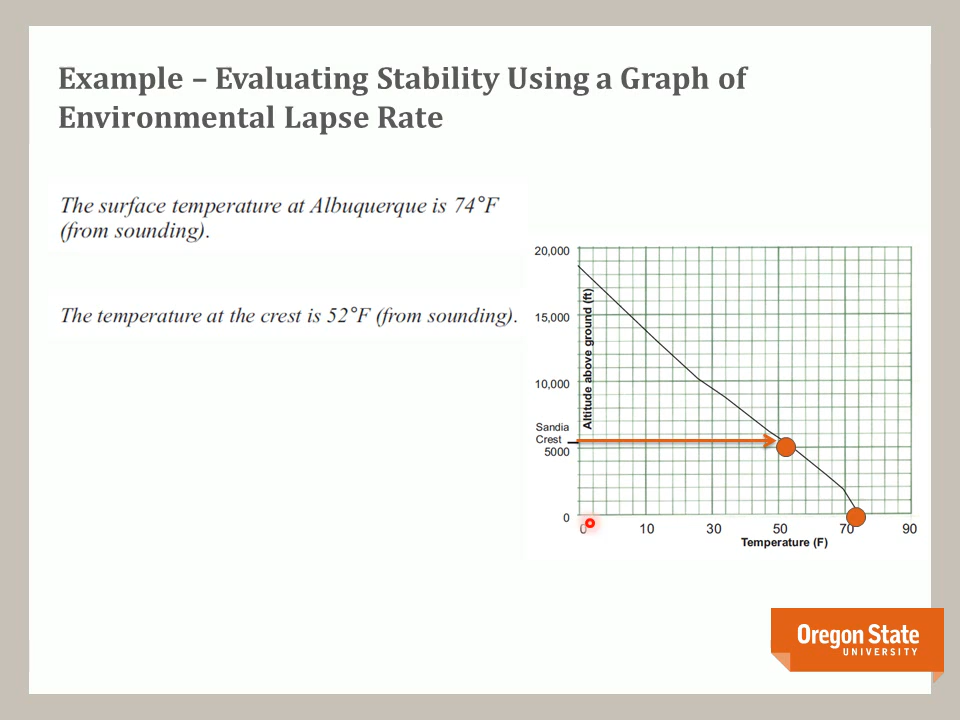 Example – Evaluating Stability Using a Graph of
Environmental Lapse Rate
The surface temperature at Albuquerque is 74°F
(from sounding).
The temperature at the crest is 52°F (from sounding).
20,000
15,000
10,000
Sandia
Crest
5000
0
Altitude above ground (ft)
0 10 30 50 70 90
Temperature (F)
Oregon State
UNIVERSITY